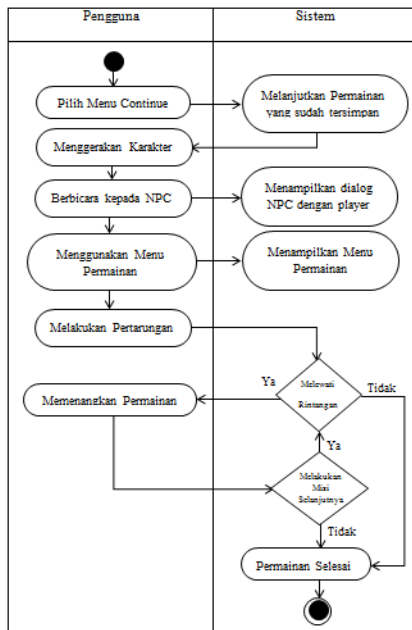 Pengguna
Sistem
Pilih Menu Continue
Melanjutkan Permainan
yang sudah tersimpan
Menggerakan Karakter
Berbicara kepada NPC
Menampilkan dialog
NPC dengan player
Menggunakan Menu
Permainan
Menampilkan Menu
Permainan
Melakukan Pertarungan
Ya
Melewati
Rintangan
Tidak
Memenangkan Permainan
Ya
Melakukan
Misi
Selanjutnya
Tidak
Permainan Selesai